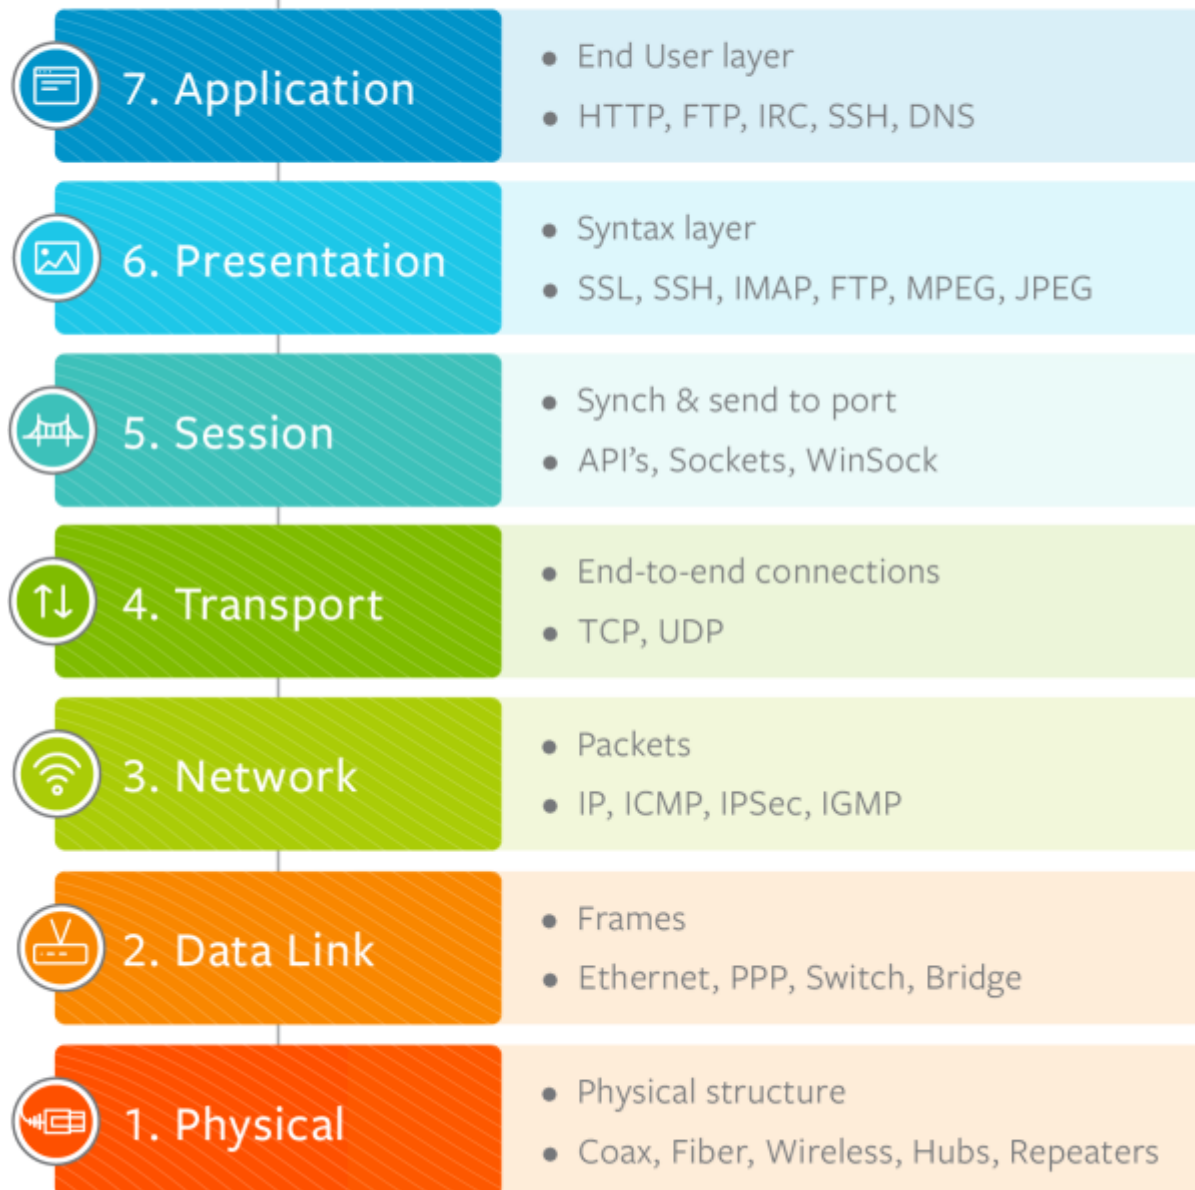 7. Application
● End User layer
● HTTP, FTP, IRC, SSH, DNS
6. Presentation
● Syntax layer
● SSL, SSH, IMAP, FTP, MPEG, JPEG
5. Session
● Synch & send to port
● API’s, Sockets, WinSock
4. Transport
● End-to-end connections
● TCP, UDP
3. Network
● Packets
● IP, ICMP, IPSec, IGMP
2. Data Link
● Frames
● Ethernet, PPP, Switch, Bridge
1. Physical
● Physical structure
● Coax, Fiber, Wireless, Hubs, Repeaters